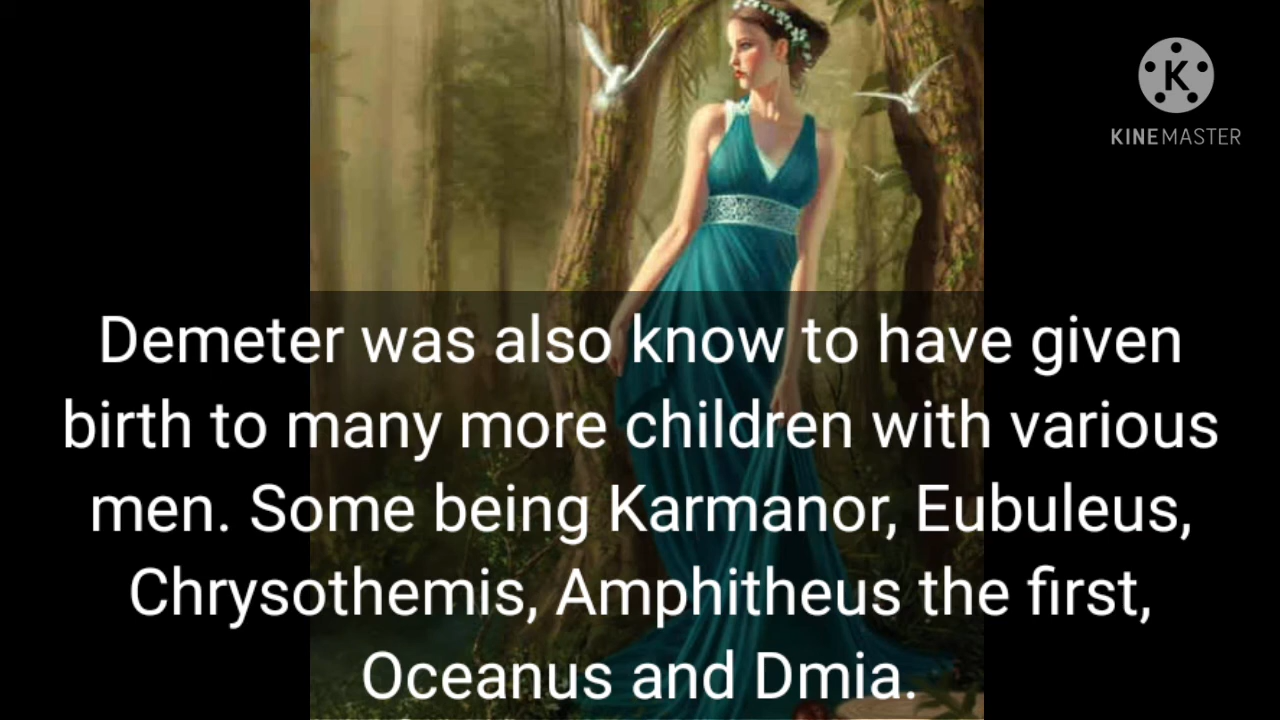 K
KINEMASTER
Demeter was also know to have given
birth to many more children with various
men. Some being Karmanor, Eubuleus,
Chrysothemis, Amphitheus the first,
Oceanus and Dmia.